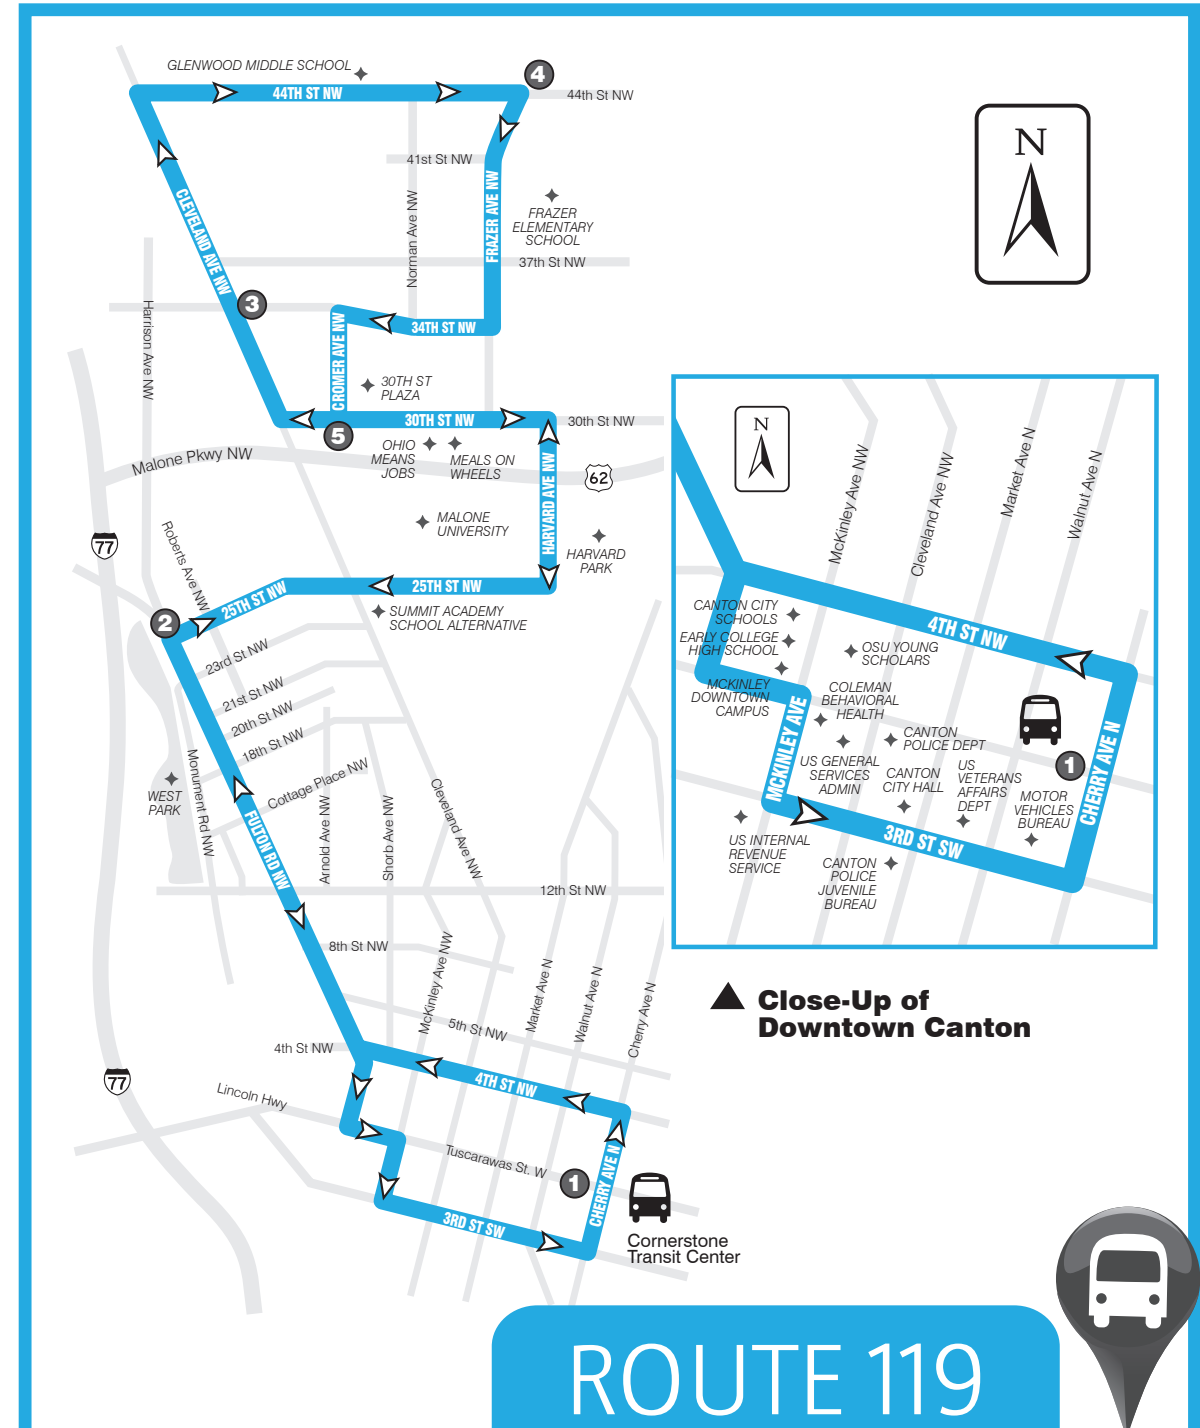 GLENWOOD MIDDLE SCHOOL
4
44TH ST NW
44th St NW
N
41st St NW
CLEVELAND AVE NW
Norman Ave NW
FRAZER AVE NW
FRAZER
ELEMENTARY
SCHOOL
37th St NW
3
Harrison Ave NW
34TH ST NW
CROMER AVE NW
30TH ST
PLAZA
30TH ST NW
30th St NW
5
OHIO
MEANS
JOBS
MEALS ON
WHEELS
Malone Pkwy NW
62
HARVARD AVE NW
MALONE
UNIVERSITY
HARVARD
PARK
77
Roberts Ave NW
25TH ST NW
25TH ST NW
2
SUMMIT ACADEMY
SCHOOL ALTERNATIVE
23rd St NW
21st St NW
20th St NW
18th St NW
Cottage Place NW
WEST
PARK
Monument Rd NW
FULTON RD NW
Arnold Ave NW
Shorb Ave NW
Cleveland Ave NW
12th St NW
8th St NW
McKinley Ave NW
Market Ave N
Walnut Ave N
Cherry Ave N
5th St NW
4th St NW
4TH ST NW
77
Lincoln Hwy
Tuscarawas St. W
1
CHERRY AVE N
3RD ST SW
Cornerstone
Transit Center
N
McKinley Ave NW
Cleveland Ave NW
Market Ave N
Walnut Ave N
CANTON CITY
SCHOOLS
EARLY COLLEGE
HIGH SCHOOL
MCKINLEY
DOWNTOWN
CAMPUS
4TH ST NW
OSU YOUNG
SCHOLARS
COLEMAN
BEHAVIORAL
HEALTH
MCKINLEY AVE
CANTON
POLICE DEPT
US GENERAL
SERVICES
ADMIN
CANTON
CITY HALL
US
VETERANS
AFFAIRS
DEPT
1
MOTOR
VEHICLES
BUREAU
CHERRY AVE N
US INTERNAL
REVENUE
SERVICE
3RD ST SW
CANTON
POLICE
JUVENILE
BUREAU
Close-Up of
Downtown Canton
ROUTE 119